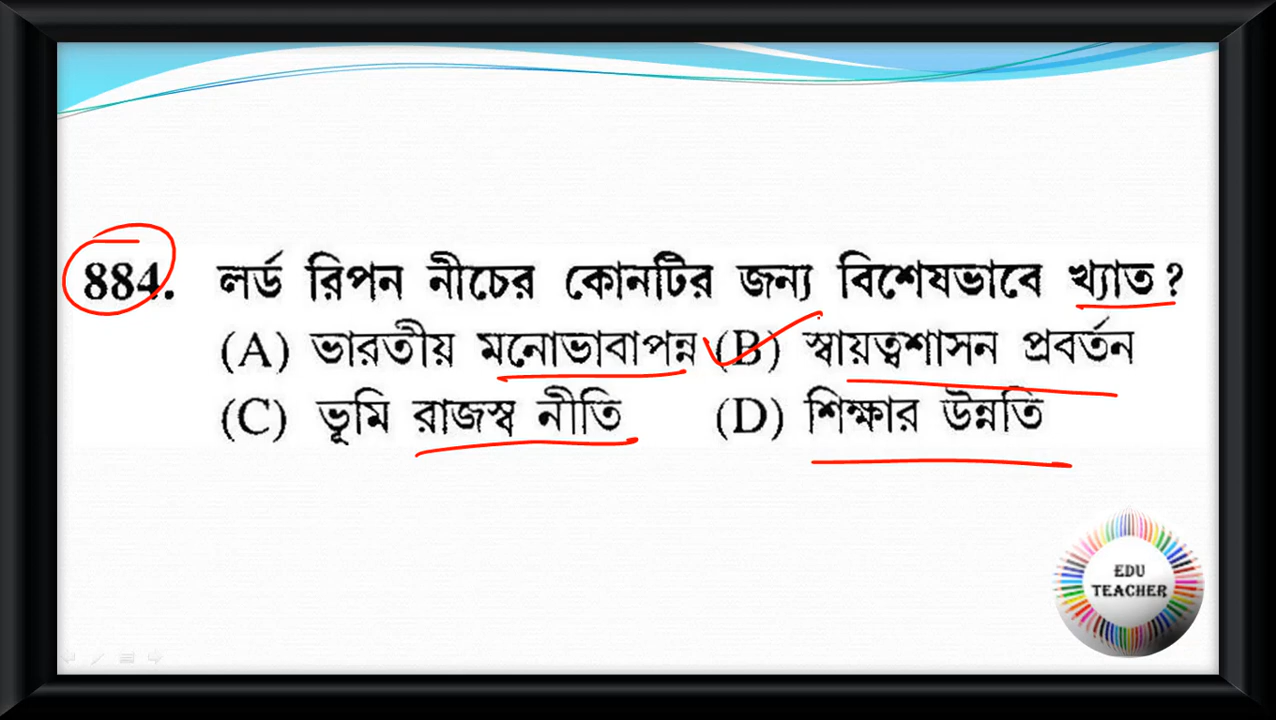 884. লর্ড রিপন নীচের কোনটির জন্য বিশেষভাবে খ্যাত?
(A) ভারতীয় মনোভাবাপন্ন (B) স্বায়ত্বশাসন প্রবর্তন
(C) ভূমি রাজস্ব নীতি (D) শিক্ষার উন্নতি
EDU
TEACHER